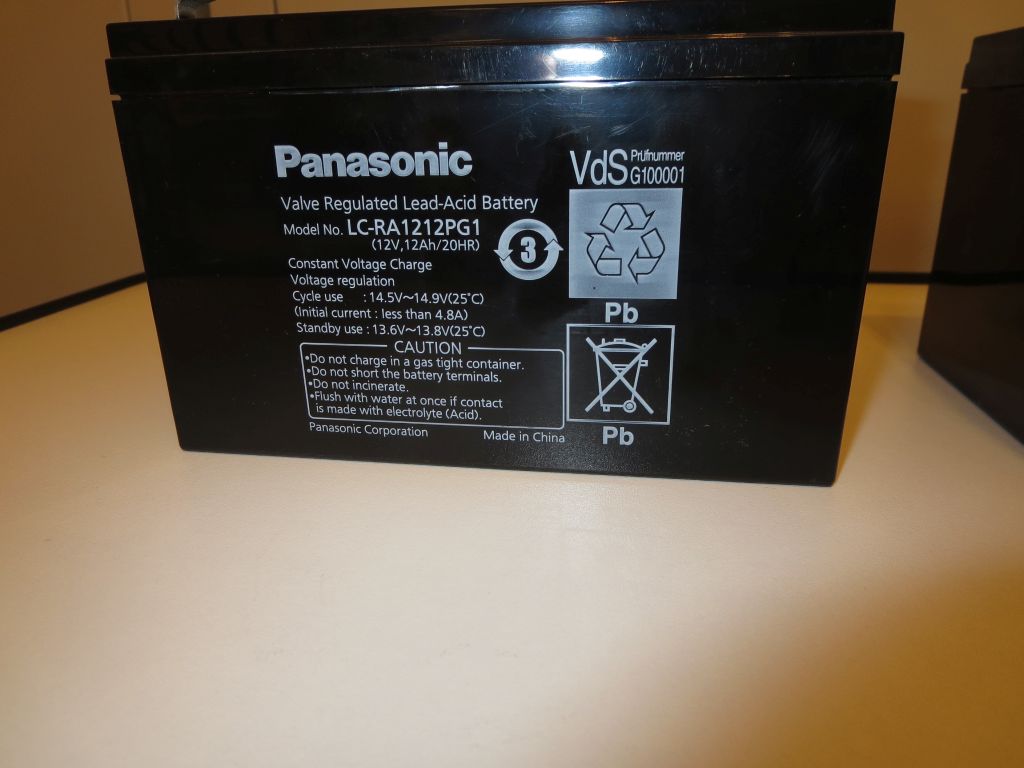 Panasonic
Valve Regulated Lead-Acid Battery
Model No. LC-RA1212PG1
(12V,12Ah/20HR)
Constant Voltage Charge
Voltage regulation
Cycle use : 14.5V~14.9V(25˚C)
(Initial current : less than 4.8A)
Standby use : 13.6V~13.8V(25˚C)
CAUTION
•Do not charge in a gas tight container.
•Do not short the battery terminals.
•Do not incinerate.
•Flush with water at once if contact
is made with electrolyte (Acid).
Panasonic Corporation Made in China
3
VdS Prüfnummer
G100001
Pb
Pb